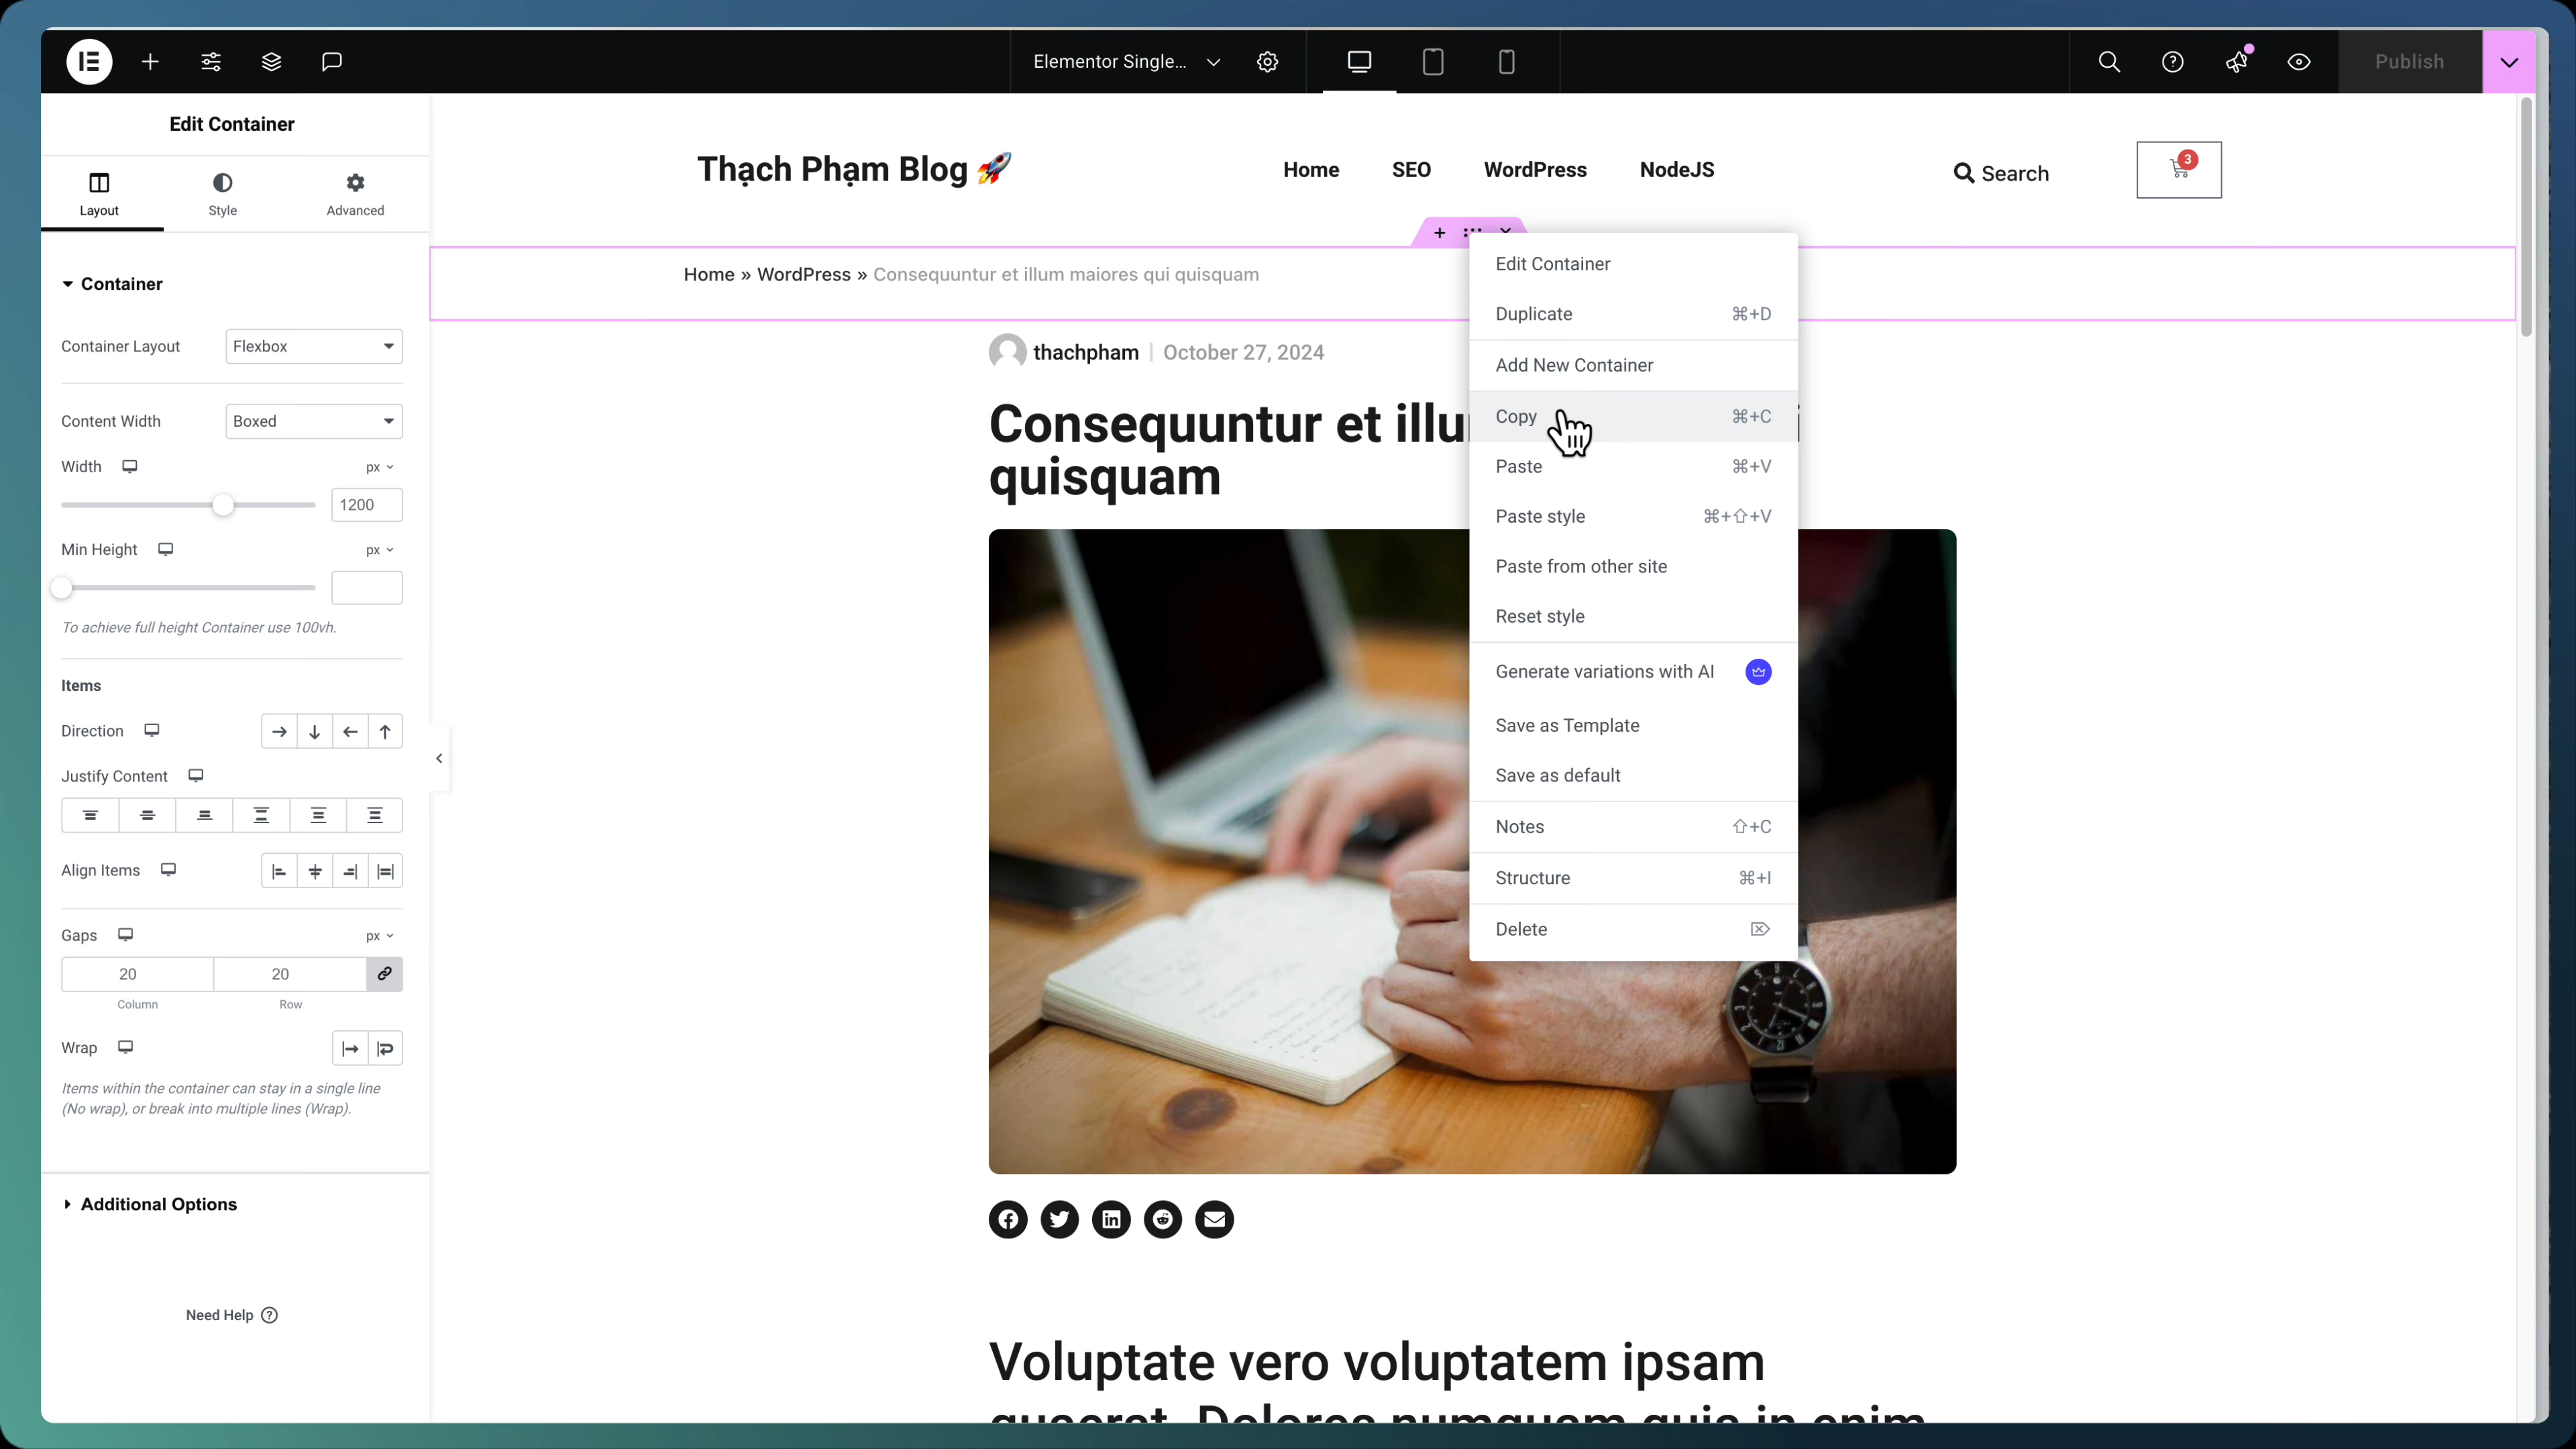 Elementor Single...
Publish
Edit Container
Layout
Style
Advanced
Container
Container Layout
Flexbox
Content Width
Boxed
Width
px
1200
Min Height
px
To achieve full height Container use 100vh.
Items
Direction
Justify Content
Align Items
Gaps
px
20
20
Column
Row
Wrap
Items within the container can stay in a single line
(No wrap), or break into multiple lines (Wrap).
Additional Options
Need Help
Thạch Phạm Blog 🚀
Home
SEO
WordPress
NodeJS
Search
3
Home » WordPress » Consequuntur et illum maiores qui quisquam
thachpham
October 27, 2024
Consequuntur et illu
quisquam
Edit Container
Duplicate ⌘+D
Add New Container
Copy ⌘+C
Paste ⌘+V
Paste style ⌘+⇧+V
Paste from other site
Reset style
Generate variations with AI
Save as Template
Save as default
Notes ⇧+C
Structure ⌘+I
Delete
Voluptate vero voluptatem ipsam
quaerat. Dolores numquam quis in enim